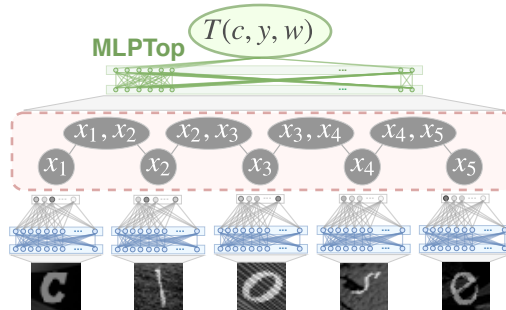 T(c, y, w)
MLPTop
x₁, x₂ x₂, x₃ x₃, x₄ x₄, x₅
x₁ x₂ x₃ x₄ x₅
c l o s e